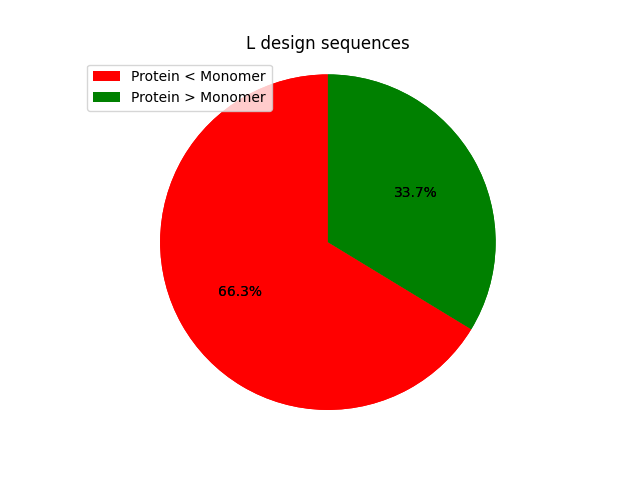 L design sequences
Protein < Monomer
Protein > Monomer
33.7%
66.3%